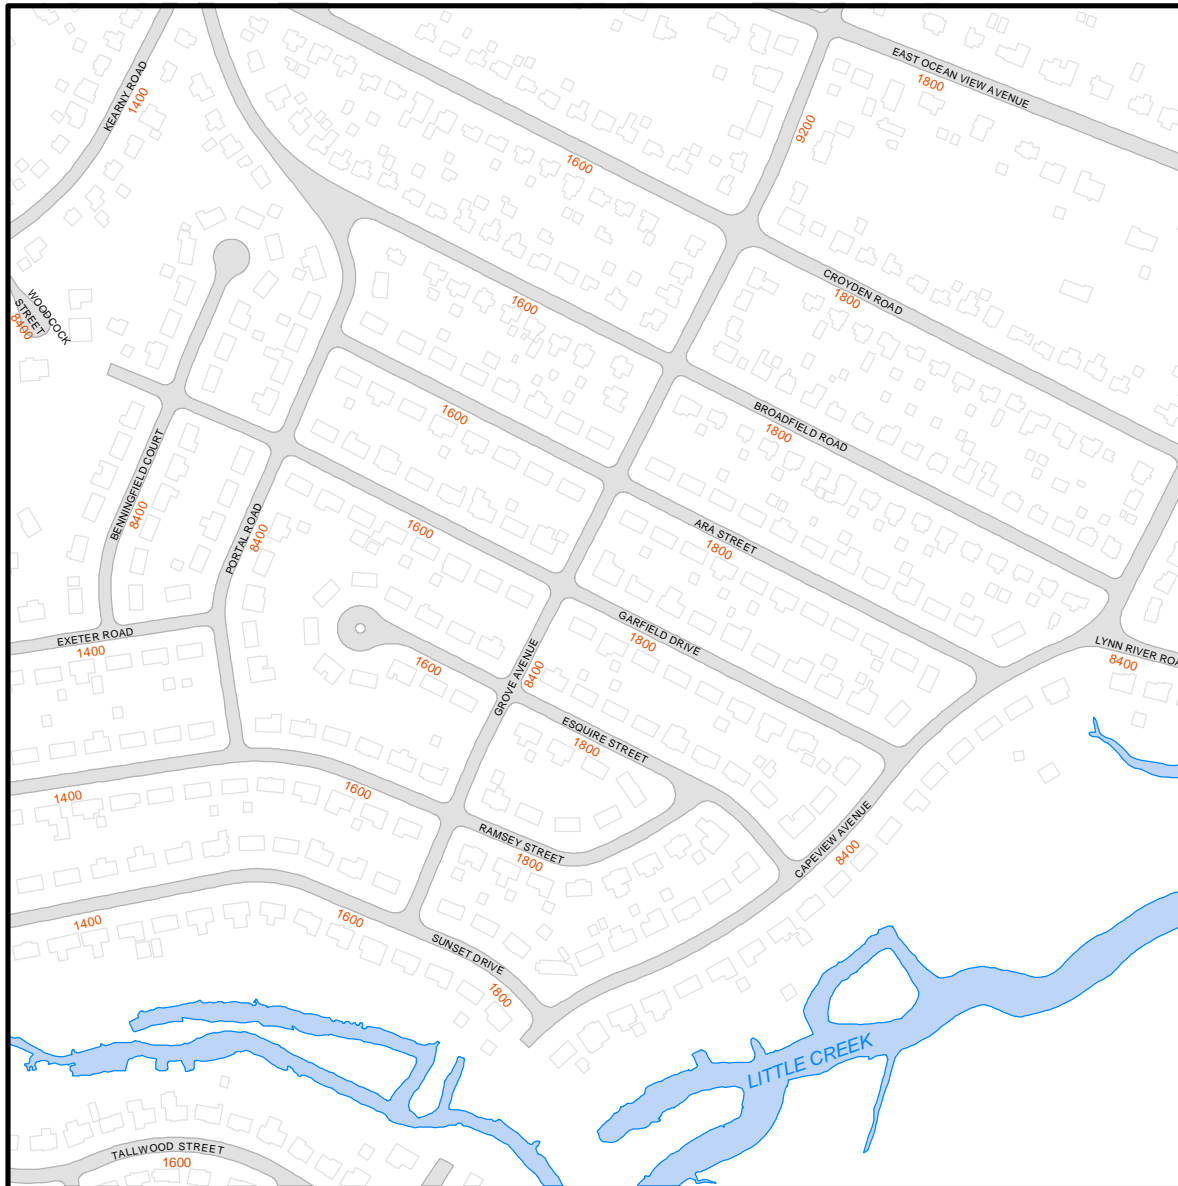 EAST OCEAN VIEW AVENUE
1800
KEARNY ROAD
1400
9200
1600
CROYDEN ROAD
1800
WOODCOCK
STREET
8400
1600
1600
BROADFIELD ROAD
1800
BENNINGFIELD COURT
8400
PORTAL ROAD
8400
1600
ARA STREET
1800
EXETER ROAD
1400
GARFIELD DRIVE
1800
LYNN RIVER ROA
8400
1600
GROVE AVENUE
8400
ESQUIRE STREET
1800
1400
1600
RAMSEY STREET
1800
CAPEVIEW AVENUE
8400
1400
1600
SUNSET DRIVE
1800
LITTLE CREEK
TALLWOOD STREET
1600